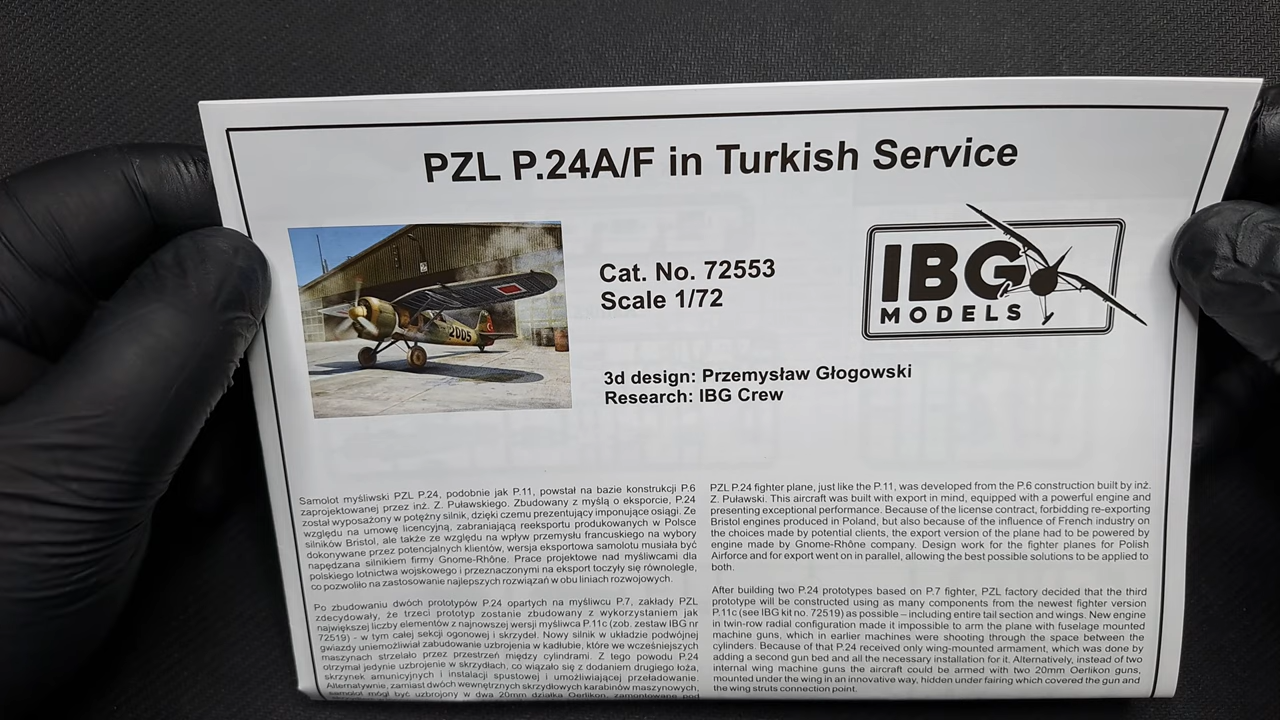 PZL P.24A/F in Turkish Service
2005
Cat. No. 72553
Scale 1/72
IBG
MODELS
3d design: Przemysław Głogowski
Research: IBG Crew
Samolot myśliwski PZL P.24, podobnie jak P.11, powstał na bazie konstrukcji P.6
zaprojektowanej przez inż. Z. Puławskiego. Zbudowany z myślą o eksporcie, P.24
został wyposażony w potężny silnik, dzięki czemu prezentujący imponujące osiągi. Ze
względu na umowę licencyjną, zabraniającą reeksportu produkowanych w Polsce
silników Bristol, ale także ze względu na wpływ przemysłu francuskiego na wybory
dokonywane przez potencjalnych klientów, wersja eksportowa samolotu musiała być
napędzana silnikiem firmy Gnome-Rhône. Prace projektowe nad myśliwcami dla
polskiego lotnictwa wojskowego i przeznaczonymi na eksport toczyły się równolegle,
co pozwoliło na zastosowanie najlepszych rozwiązań w obu liniach rozwojowych.
Po zbudowaniu dwóch prototypów P.24 opartych na myśliwcu P.7, zakłady PZL
zdecydowały, że trzeci prototyp zostanie zbudowany z wykorzystaniem jak
największej liczby elementów z najnowszej wersji myśliwca P.11c (zob. zestaw IBG nr
72519) - w tym całej sekcji ogonowej i skrzydeł. Nowy silnik w układzie podwójnej
gwiazdy uniemożliwiał zabudowanie uzbrojenia w kadłubie, które we wcześniejszych
maszynach strzelało przez przestrzeń między cylindrami. Z tego powodu P.24
otrzymał jedynie uzbrojenie w skrzydłach, co wiązało się z dodaniem drugiego łoża,
skrzynek amunicyjnych i instalacji spustowej i umożliwiającej przeładowanie.
Alternatywnie, zamiast dwóch wewnętrznych skrzydłowych karabinów maszynowych,
samolot mógł być uzbrojony w dwa 20mm działka Oerlikon, zamontowane pod
PZL P.24 fighter plane, just like the P.11, was developed from the P.6 construction built by inż.
Z. Puławski. This aircraft was built with export in mind, equipped with a powerful engine and
presenting exceptional performance. Because of the license contract, forbidding re-exporting
Bristol engines produced in Poland, but also because of the influence of French industry on
the choices made by potential clients, the export version of the plane had to be powered by
engine made by Gnome-Rhône company. Design work for the fighter planes for Polish
Airforce and for export went on in parallel, allowing the best possible solutions to be applied to
both.
After building two P.24 prototypes based on P.7 fighter, PZL factory decided that the third
prototype will be constructed using as many components from the newest fighter version
P.11c (see IBG kit no. 72519) as possible – including entire tail section and wings. New engine
in twin-row radial configuration made it impossible to arm the plane with fuselage mounted
machine guns, which in earlier machines were shooting through the space between the
cylinders. Because of that P.24 received only wing-mounted armament, which was done by
adding a second gun bed and all the necessary installation for it. Alternatively, instead of two
internal wing machine guns the aircraft could be armed with two 20mm Oerlikon guns,
mounted under the wing in an innovative way, hidden under fairing which covered the gun and
the wing struts connection point.